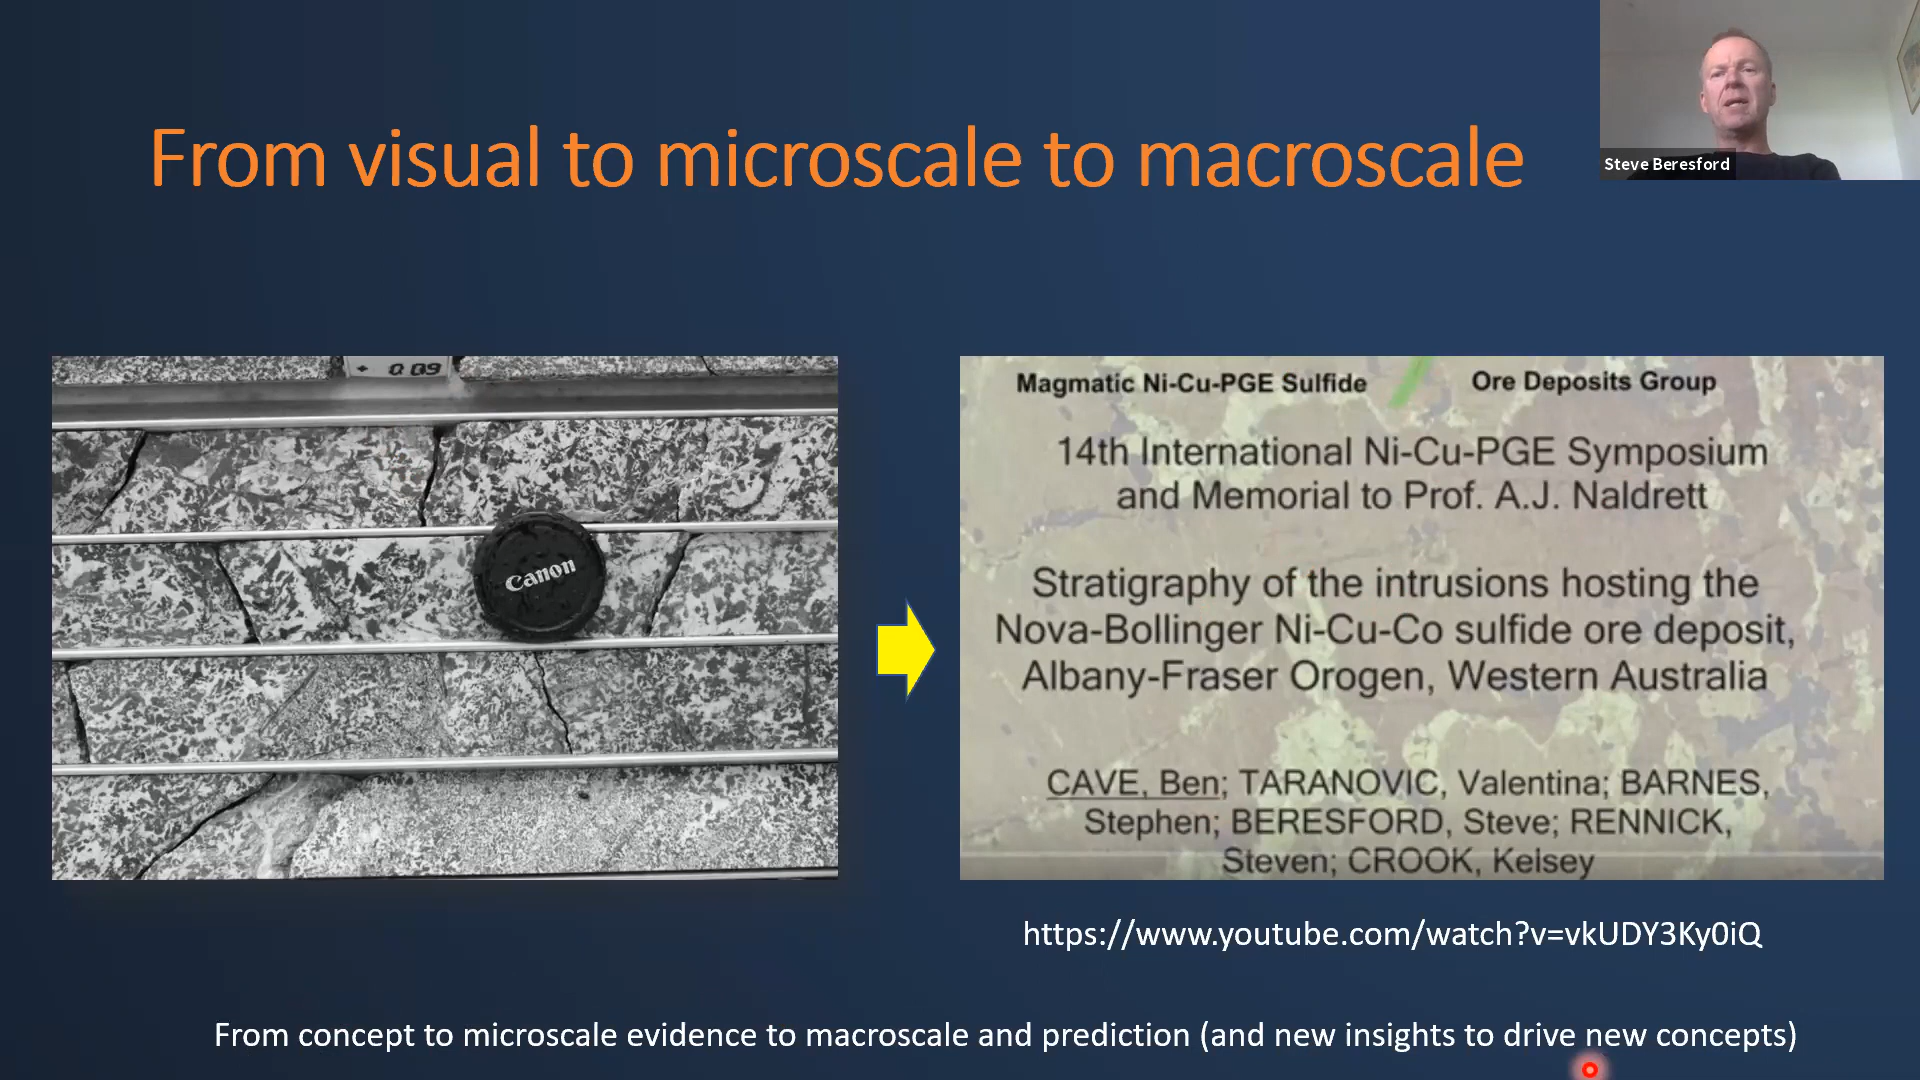 From visual to microscale to macroscale
Steve Beresford
+ 0.09
Canon
Magmatic Ni-Cu-PGE Sulfide Ore Deposits Group
14th International Ni-Cu-PGE Symposium
and Memorial to Prof. A.J. Naldrett
Stratigraphy of the intrusions hosting the
Nova-Bollinger Ni-Cu-Co sulfide ore deposit,
Albany-Fraser Orogen, Western Australia
CAVE, Ben; TARANOVIC, Valentina; BARNES,
Stephen; BERESFORD, Steve; RENNICK,
Steven; CROOK, Kelsey
https://www.youtube.com/watch?v=vkUDY3Ky0iQ
From concept to microscale evidence to macroscale and prediction (and new insights to drive new concepts)